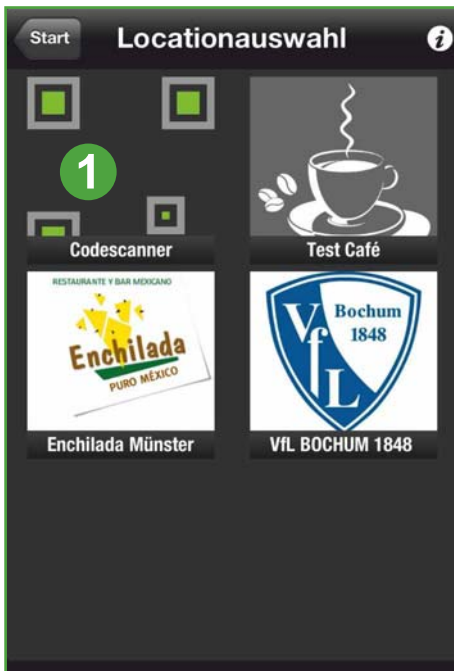 Start
Locationauswahl
i
1
Codescanner
Test Café
RESTAURANTE Y BAR MEXICANO
Enchilada
PURO MÉXICO
Enchilada Münster
Bochum
1848
VfL
VfL BOCHUM 1848